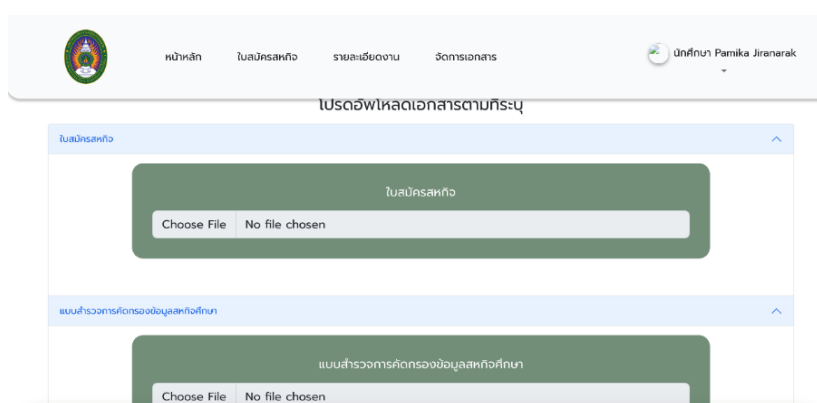 หน้าหลัก ใบสมัครสหกิจ รายละเอียดงาน จัดการเอกสาร นักศึกษา Pamika Jiranarak
โปรดอัพโหลดเอกสารตามที่ระบุ
ใบสมัครสหกิจ
ใบสมัครสหกิจ
Choose File No file chosen
แบบสำรวจการคัดกรองข้อมูลสหกิจศึกษา
แบบสำรวจการคัดกรองข้อมูลสหกิจศึกษา
Choose File No file chosen